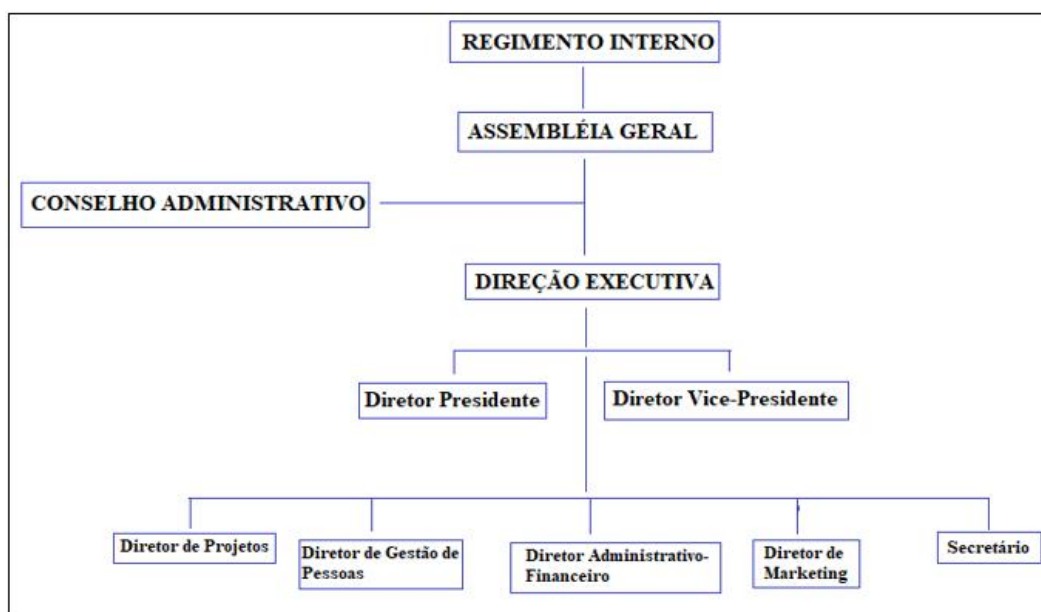 REGIMENTO INTERNO
ASSEMBLÉIA GERAL
CONSELHO ADMINISTRATIVO
DIREÇÃO EXECUTIVA
Diretor Presidente
Diretor Vice-Presidente
Diretor de Projetos
Diretor de Gestão de
Pessoas
Diretor Administrativo-
Financeiro
Diretor de
Marketing
Secretário